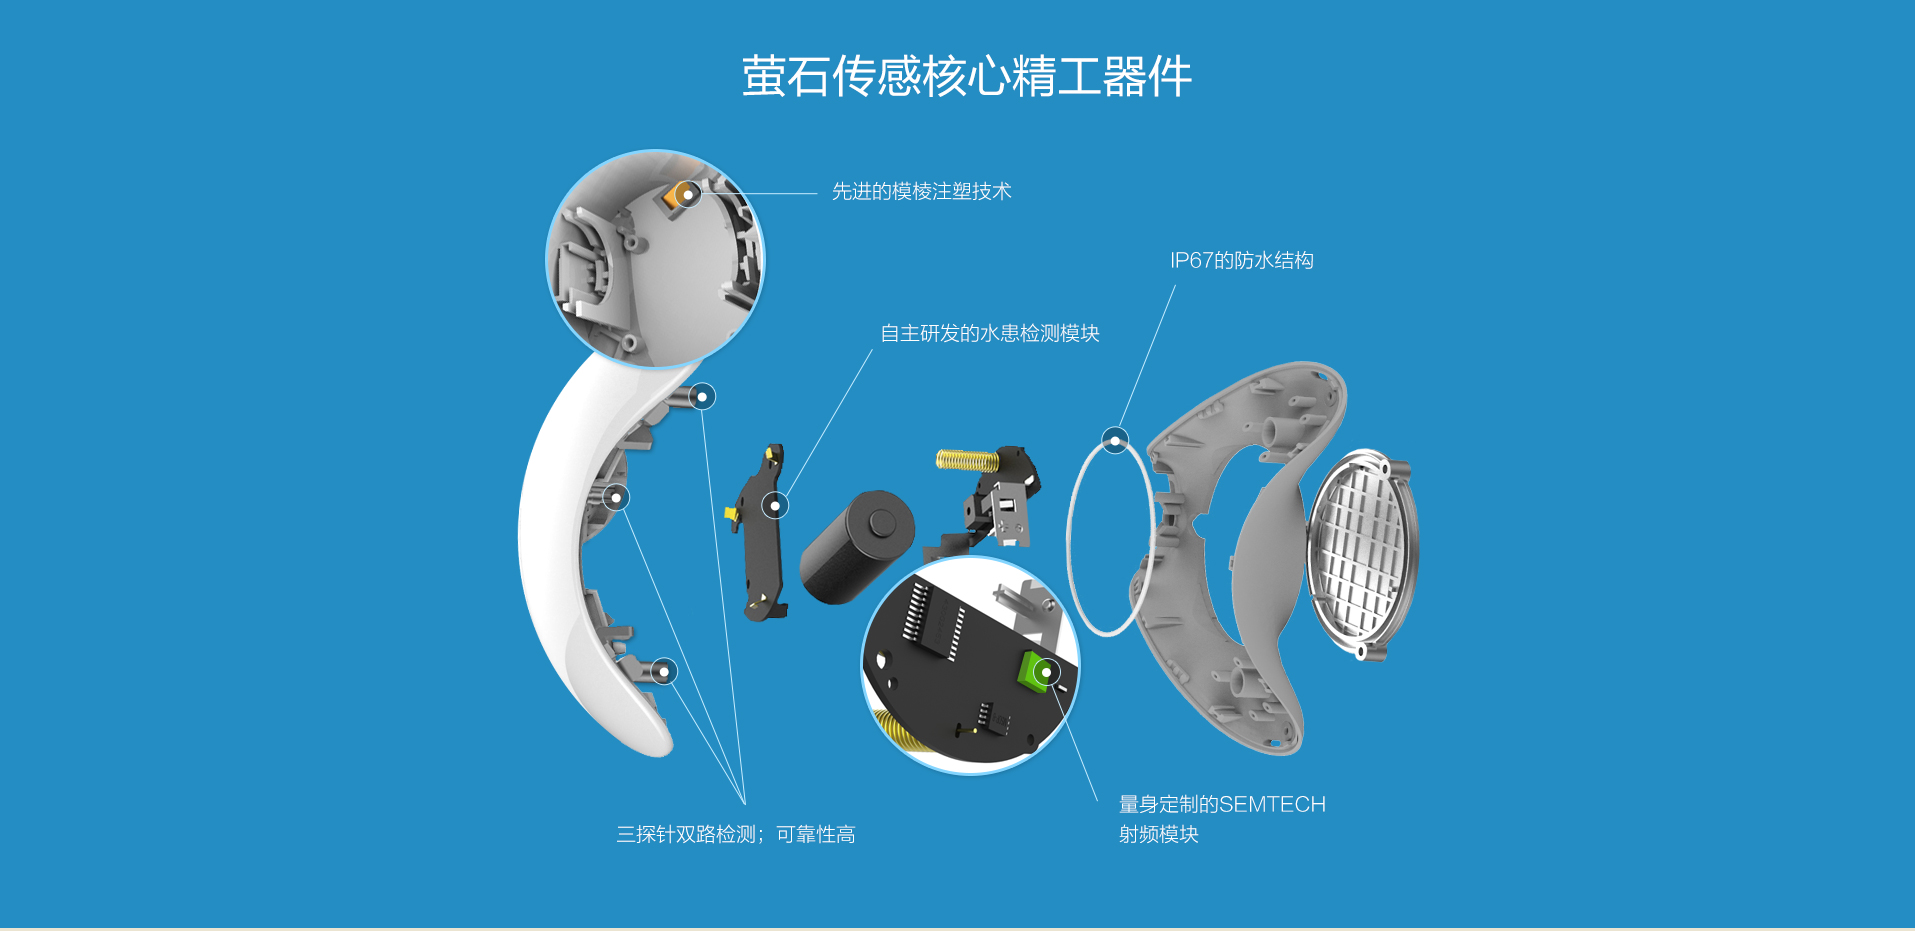 萤石传感核心精工器件
先进的模棱注塑技术
IP67的防水结构
自主研发的水患检测模块
量身定制的SEMTECH
射频模块
三探针双路检测；可靠性高